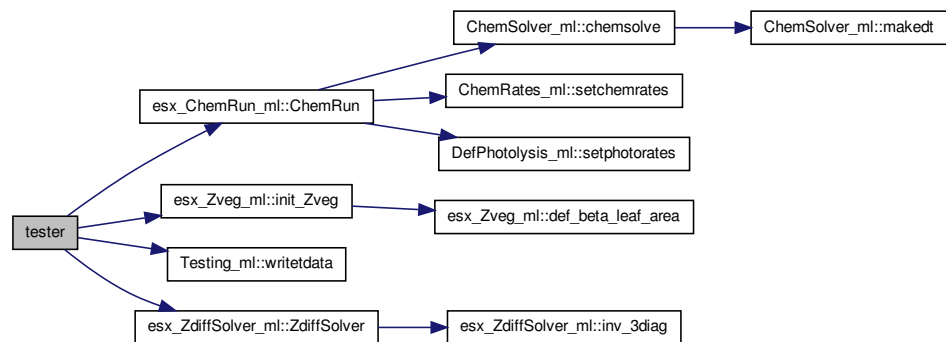 tester
esx_ChemRun_ml::ChemRun
esx_Zveg_ml::init_Zveg
Testing_ml::writetdata
esx_ZdiffSolver_ml::ZdiffSolver
ChemSolver_ml::chemsolve
ChemRates_ml::setchemrates
DefPhotolysis_ml::setphotorates
esx_Zveg_ml::def_beta_leaf_area
esx_ZdiffSolver_ml::inv_3diag
ChemSolver_ml::makedt